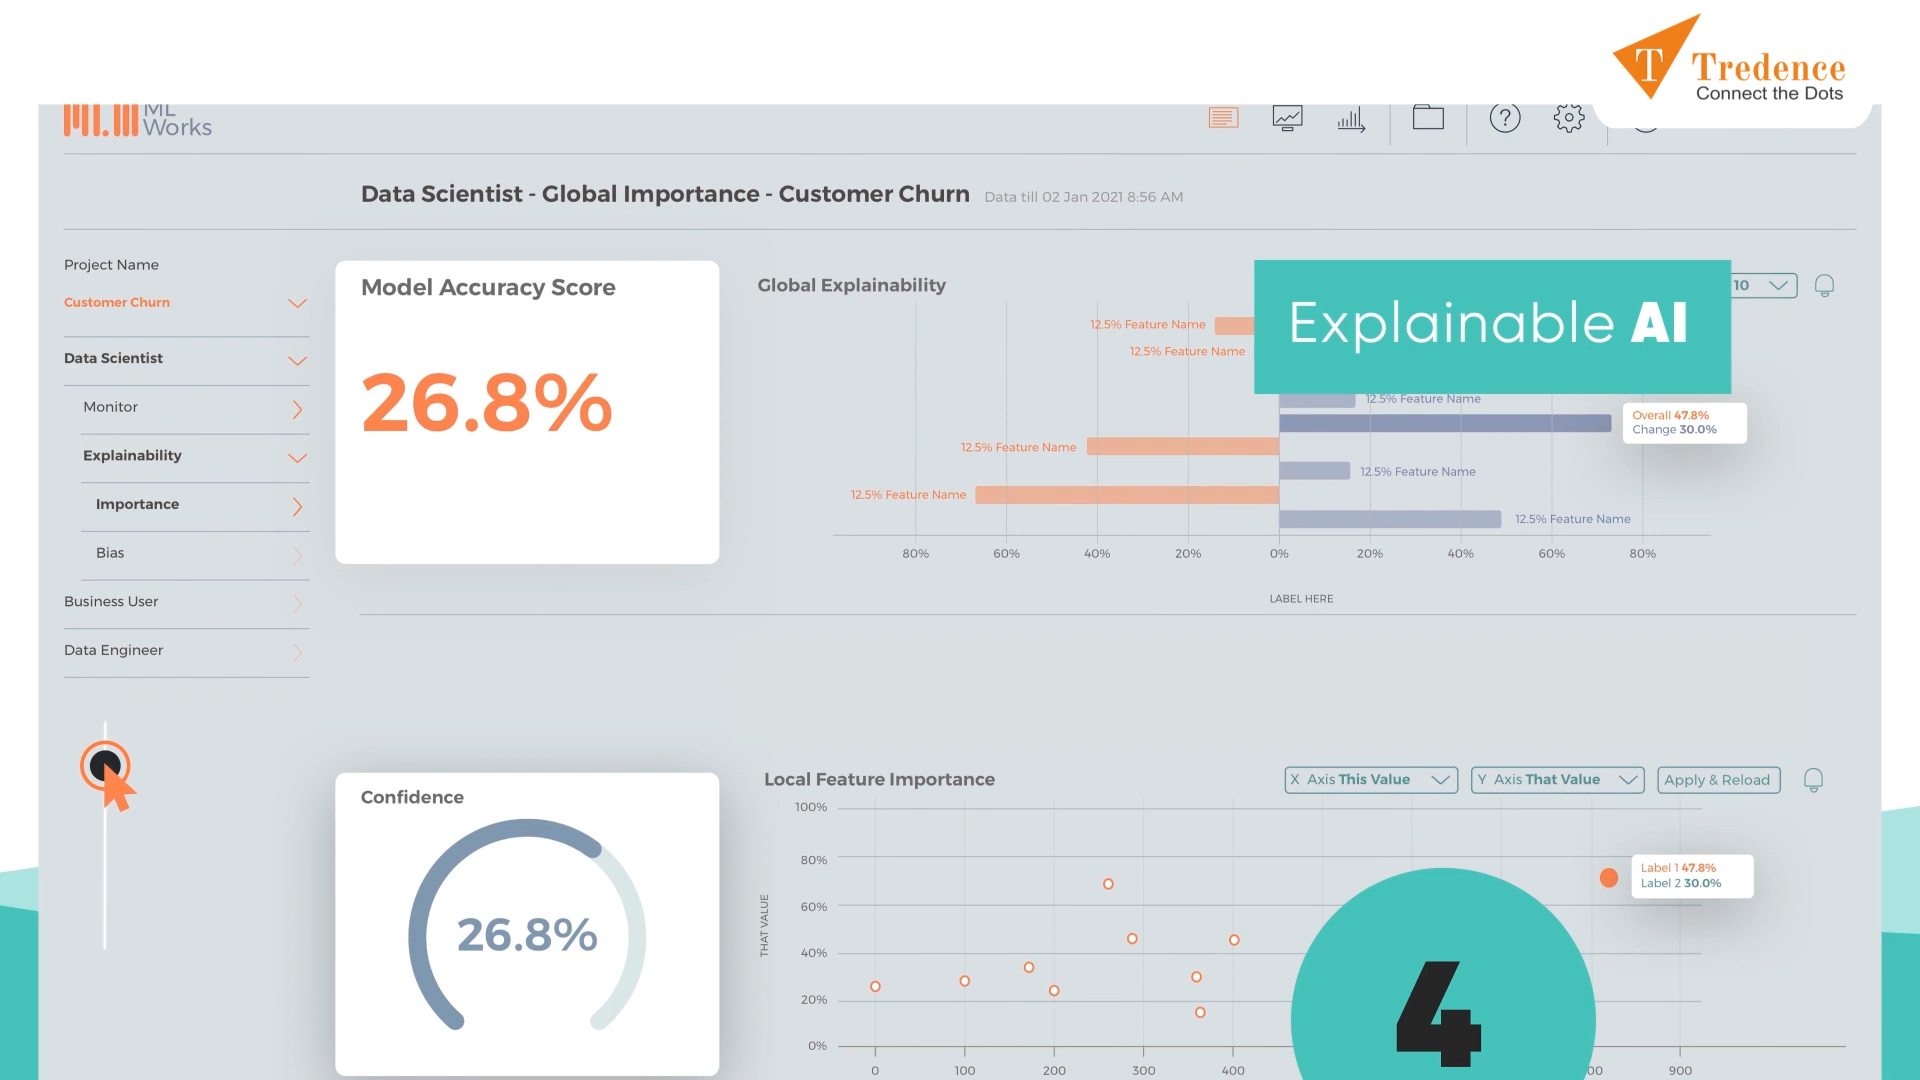 T Tredence
Connect the Dots
ML
Works
?
Data Scientist - Global Importance - Customer Churn
Data till 02 Jan 2021 8:56 AM
Project Name
Customer Churn
Data Scientist
Monitor
Explainability
Importance
Bias
Business User
Data Engineer
Model Accuracy Score
26.8%
Global Explainability
10
Explainable AI
12.5% Feature Name
12.5% Feature Name
12.5% Feature Name
Overall 47.8%
Change 30.0%
12.5% Feature Name
12.5% Feature Name
12.5% Feature Name
12.5% Feature Name
80% 60% 40% 20% 0% 20% 40% 60% 80%
LABEL HERE
Confidence
26.8%
Local Feature Importance
X Axis This Value
Y Axis That Value
Apply & Reload
100%
80%
60%
40%
20%
0%
THAT VALUE
Label 1 47.8%
Label 2 30.0%
4
0 100 200 300 400 00 900